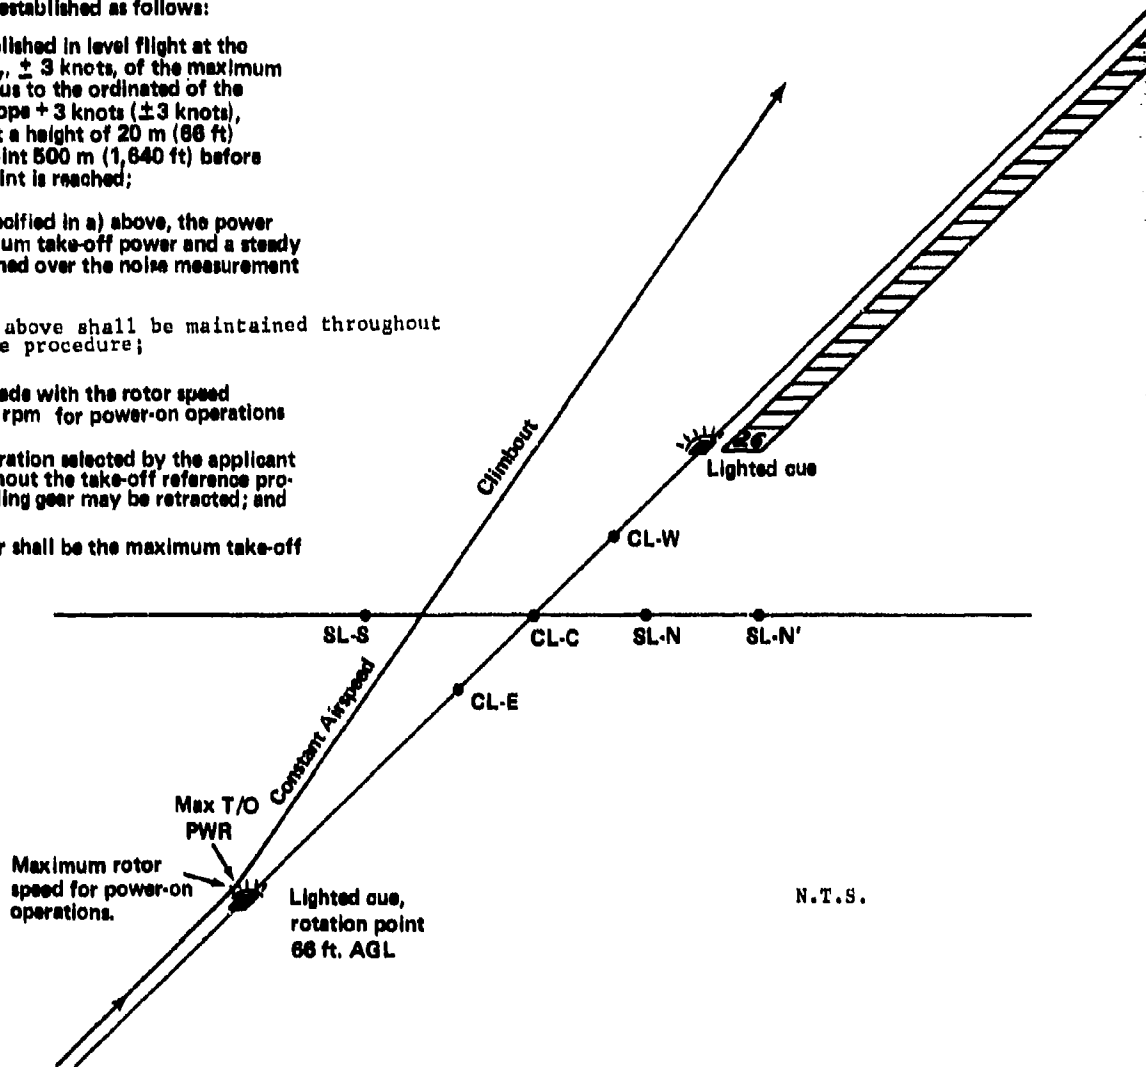 established as follows:
lished in level flight at tho
, ± 3 knots, of the maximum
us to the ordinated of the
ope + 3 knots (±3 knots),
t a height of 20 m (66 ft)
int 500 m (1,640 ft) before
int is reached;
oified in a) above, the power
um take-off power and a steady
ned over the noise measurement
above shall be maintained throughout
e procedure;
ade with the rotor speed
rpm for power-on operations
ration selected by the applicant
hout the take-off reference pro-
ling gear may be retracted; and
r shall be the maximum take-off
Climbout
26
Lighted cue
CL-W
SL-S
CL-C
SL-N
SL-N'
CL-E
Constant Airspeed
Max T/O
PWR
Maximum rotor
speed for power-on
operations.
Lighted cue,
rotation point
66 ft. AGL
N.T.S.